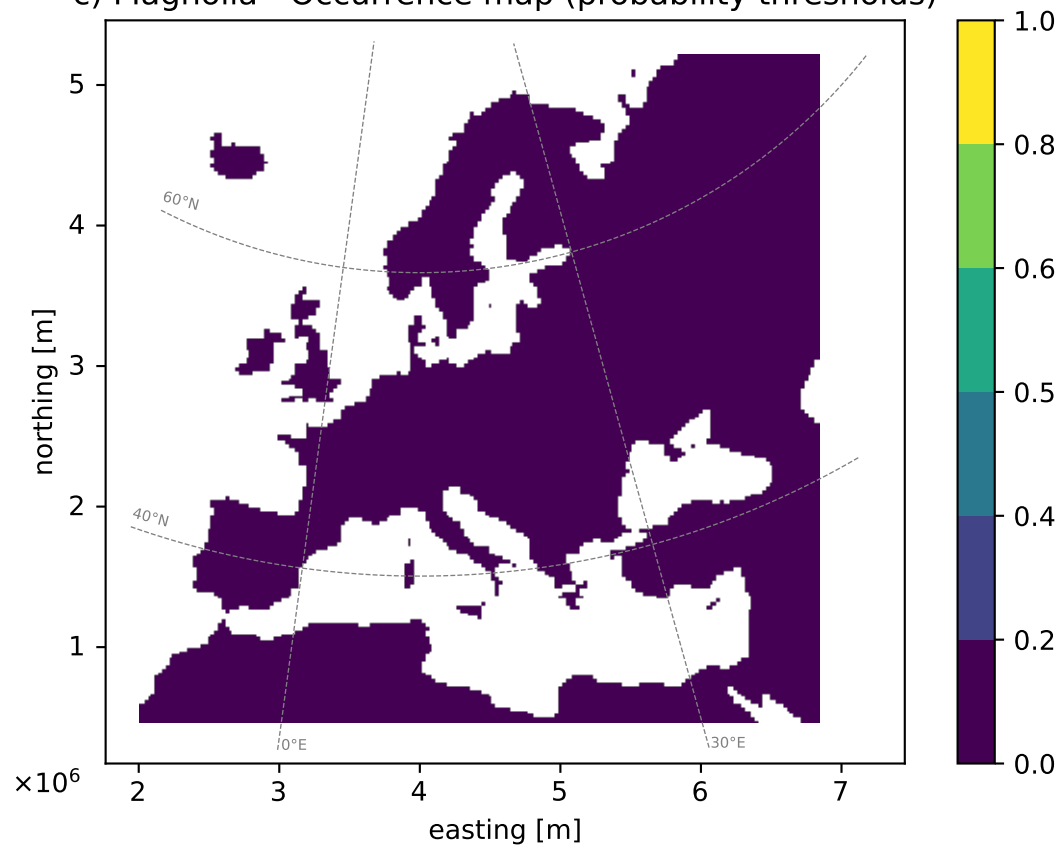 c) Magnolia - Occurrence map (probability thresholds)
60°N
40°N
0°E
30°E
5
4
3
2
1
×10⁶
2 3 4 5 6 7
easting [m]
northing [m]
1.0
0.8
0.6
0.5
0.4
0.2
0.0